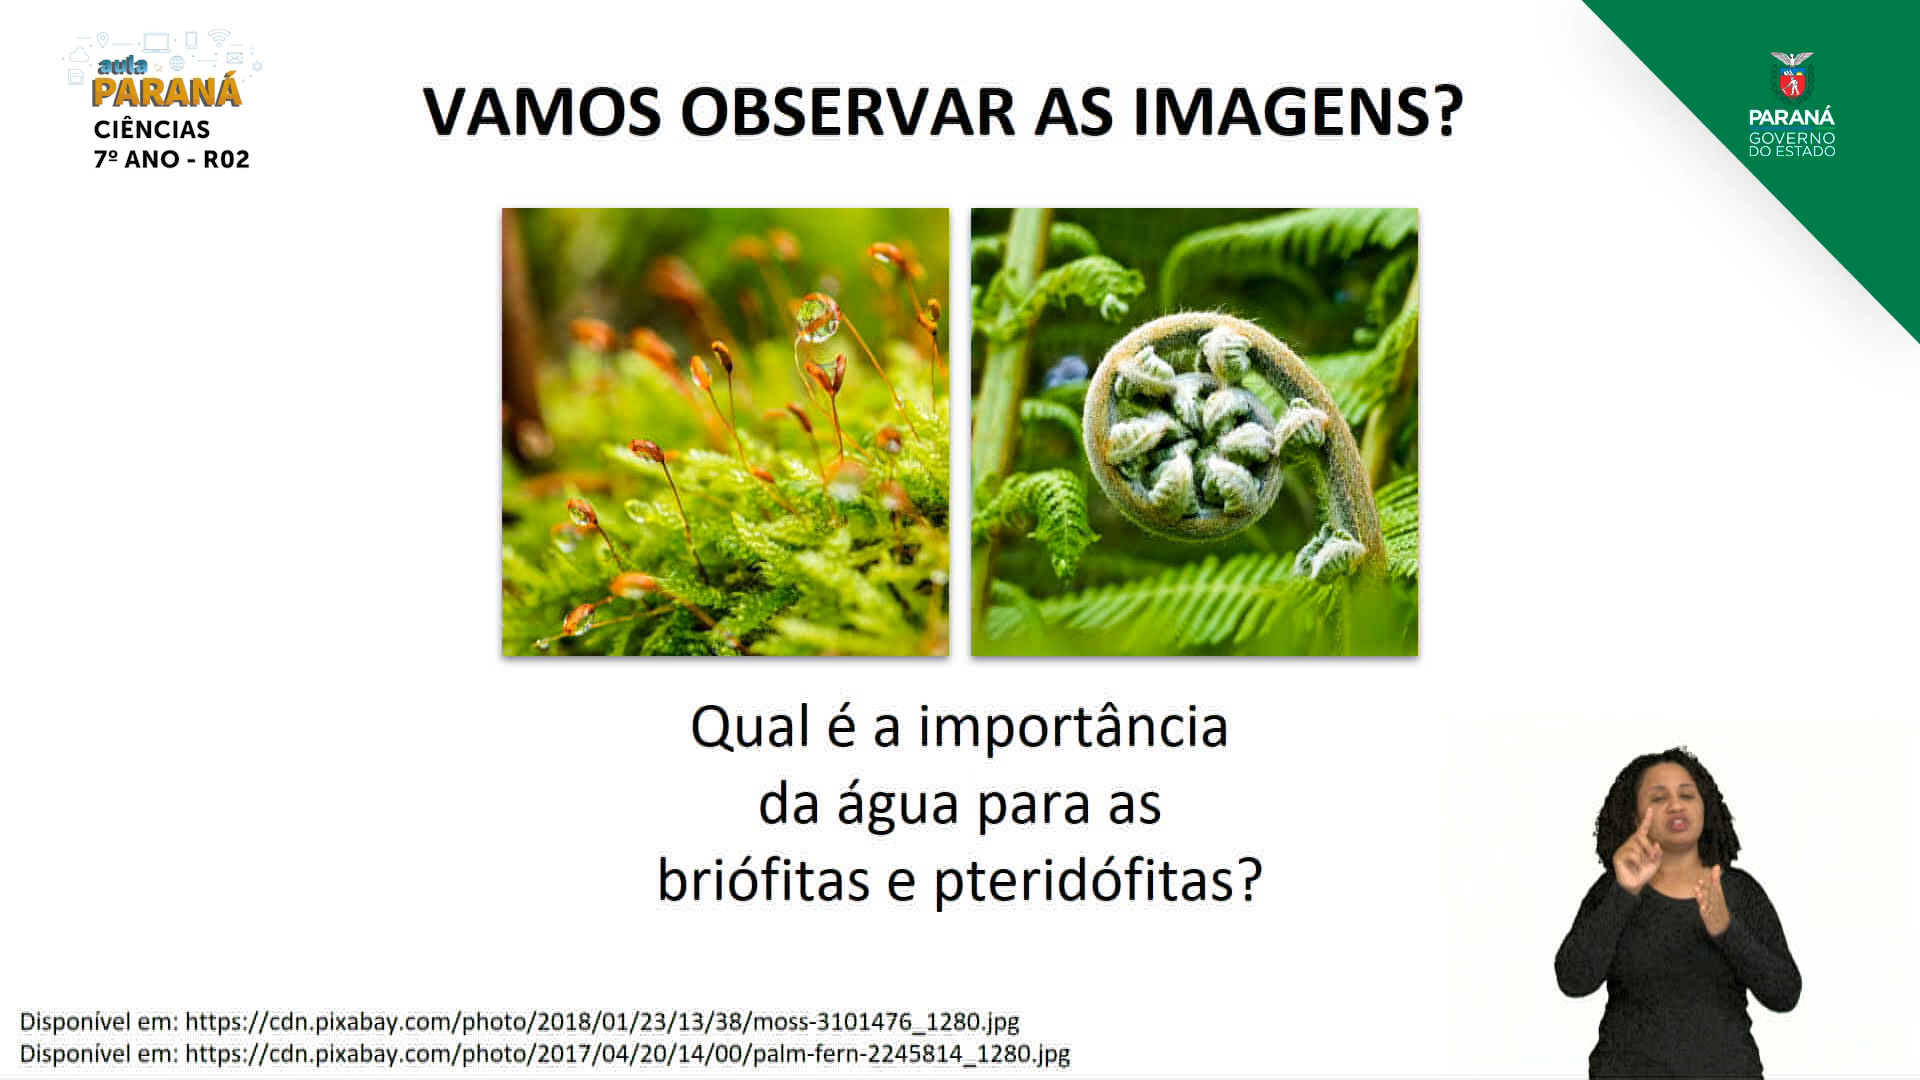 aula
PARANÁ
CIÊNCIAS
7º ANO - R02
VAMOS OBSERVAR AS IMAGENS?
PARANÁ
GOVERNO
DO ESTADO
Qual é a importância
da água para as
briófitas e pteridófitas?
Disponível em: https://cdn.pixabay.com/photo/2018/01/23/13/38/moss-3101476_1280.jpg
Disponível em: https://cdn.pixabay.com/photo/2017/04/20/14/00/palm-fern-2245814_1280.jpg